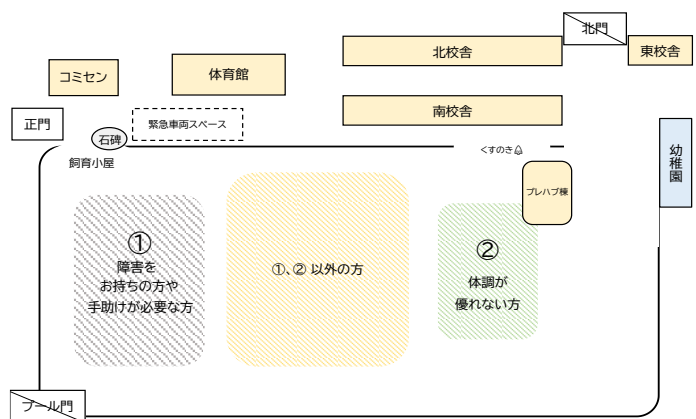 北門
北校舎
東校舎
コミセン
体育館
南校舎
正門
石碑
緊急車両スペース
飼育小屋
くすのき
幼稚園
プレハブ棟
①
障害を
お持ちの方や
手助けが必要な方
①、② 以外の方
②
体調が
優れない方
プール門